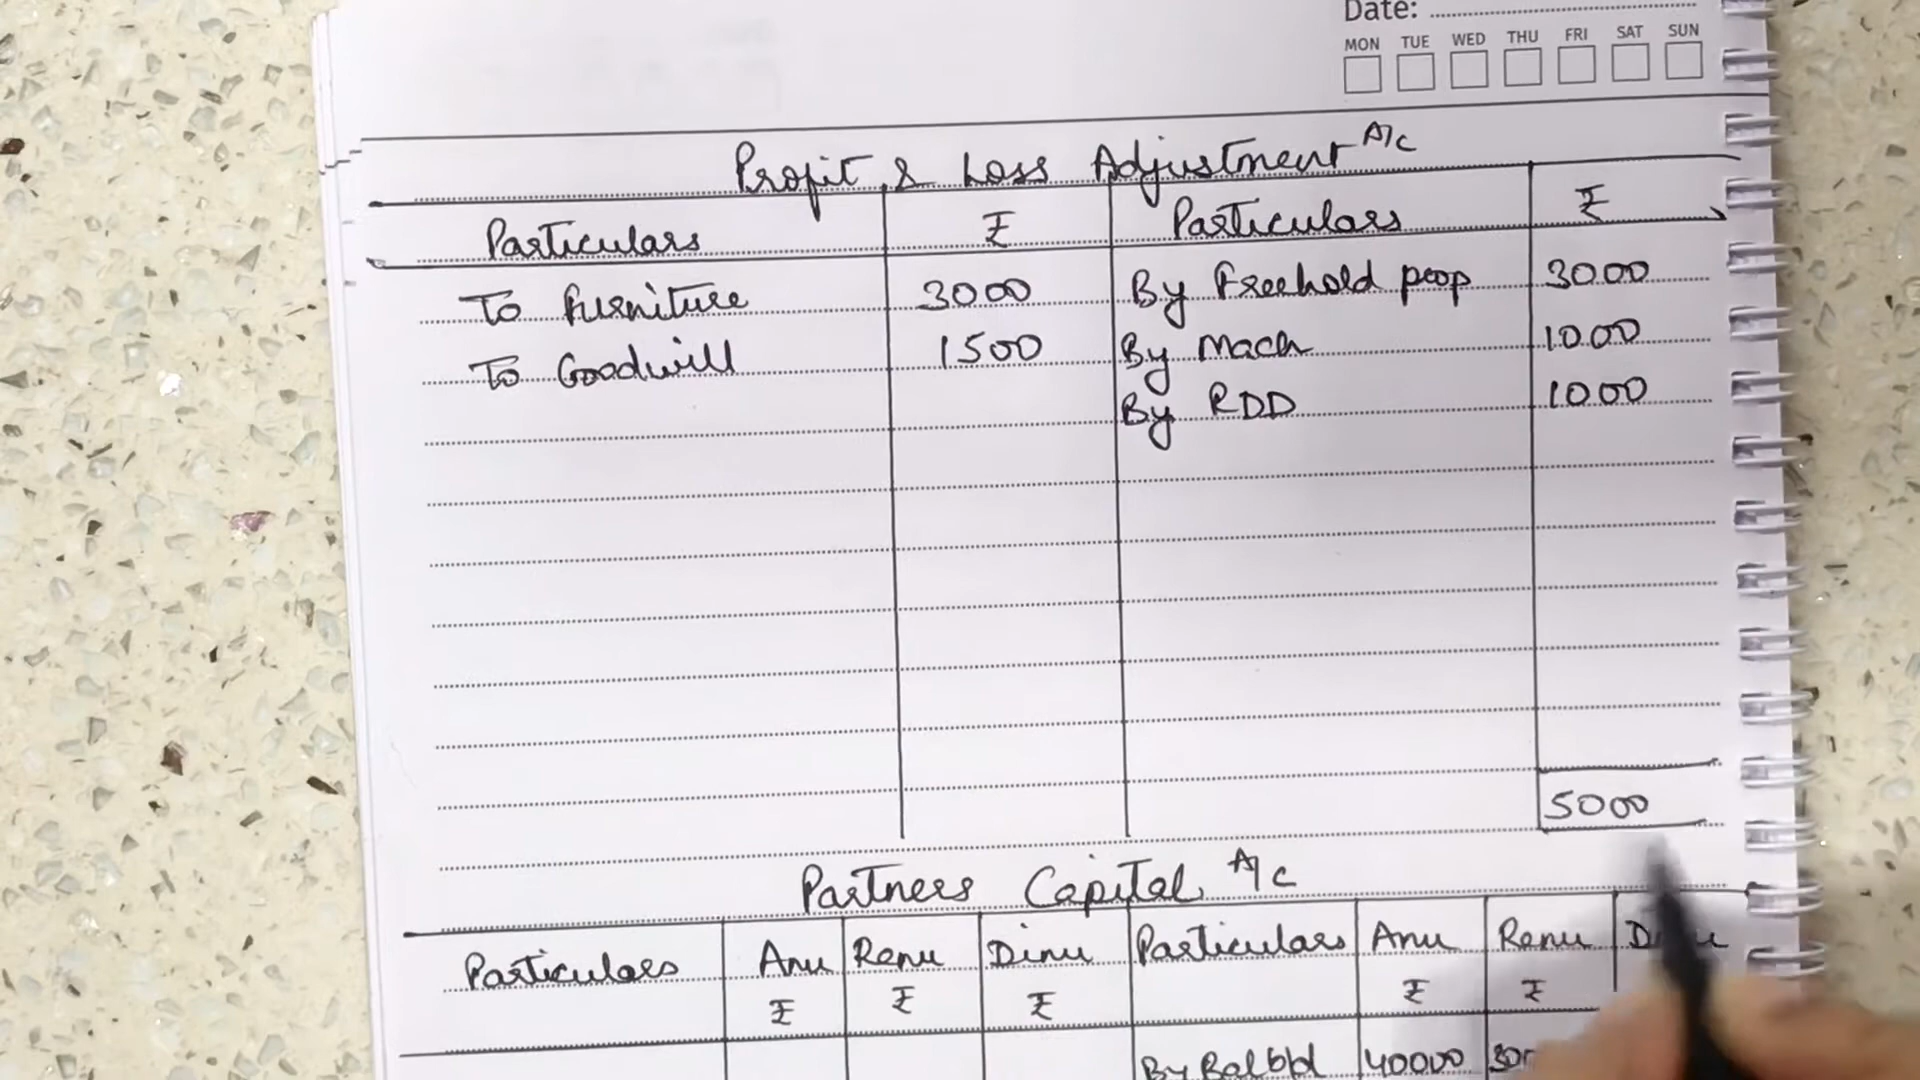 Date:
MON TUE WED THU FRI SAT SUN
Profit & Loss Adjustment A/c
Particulars ₹ Particulars ₹
To Furniture 3000 By Freehold prop 3000
To Goodwill 1500 By Mach 1000
By RDD 1000
5000
Partners Capital A/c
Particulars Anu Renu Dinu Particulars Anu Renu
₹ ₹ ₹ ₹ ₹
By Bal b/d 40000